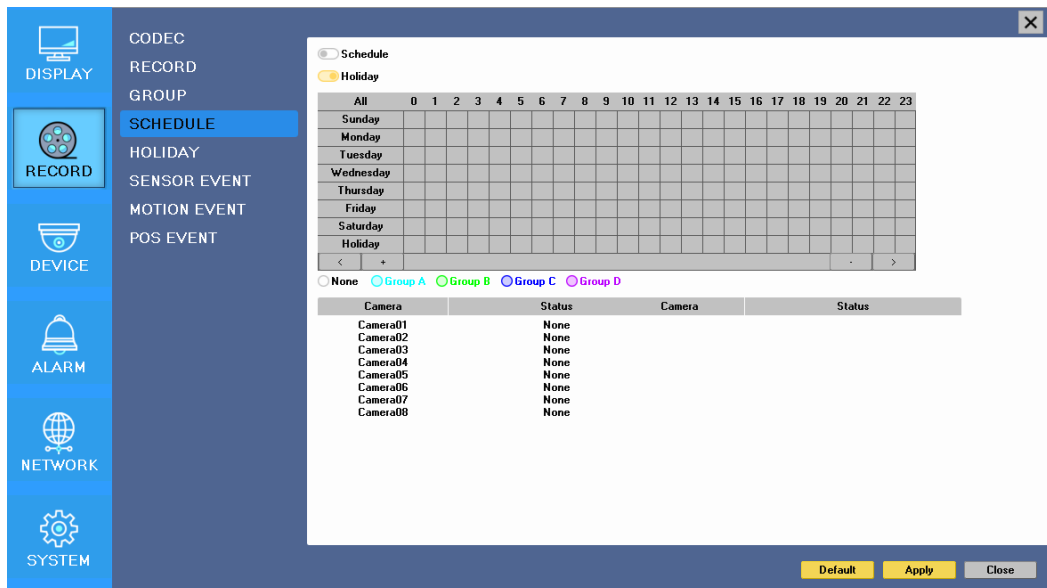 DISPLAY
RECORD
DEVICE
ALARM
NETWORK
SYSTEM
CODEC
RECORD
GROUP
SCHEDULE
HOLIDAY
SENSOR EVENT
MOTION EVENT
POS EVENT
Schedule
Holiday
All 0 1 2 3 4 5 6 7 8 9 10 11 12 13 14 15 16 17 18 19 20 21 22 23
Sunday
Monday
Tuesday
Wednesday
Thursday
Friday
Saturday
Holiday
< + - >
None Group A Group B Group C Group D
Camera Status Camera Status
Camera01 None
Camera02 None
Camera03 None
Camera04 None
Camera05 None
Camera06 None
Camera07 None
Camera08 None
Default Apply Close